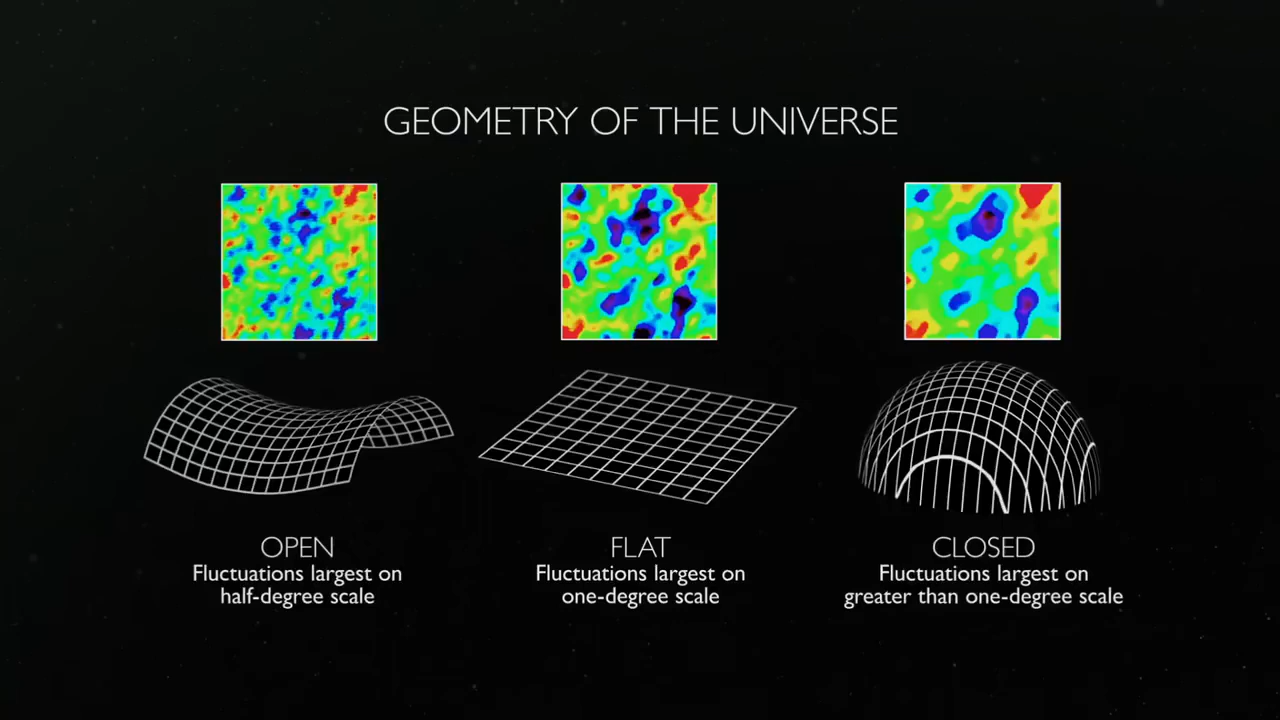 GEOMETRY OF THE UNIVERSE
OPEN
Fluctuations largest on
half-degree scale
FLAT
Fluctuations largest on
one-degree scale
CLOSED
Fluctuations largest on
greater than one-degree scale